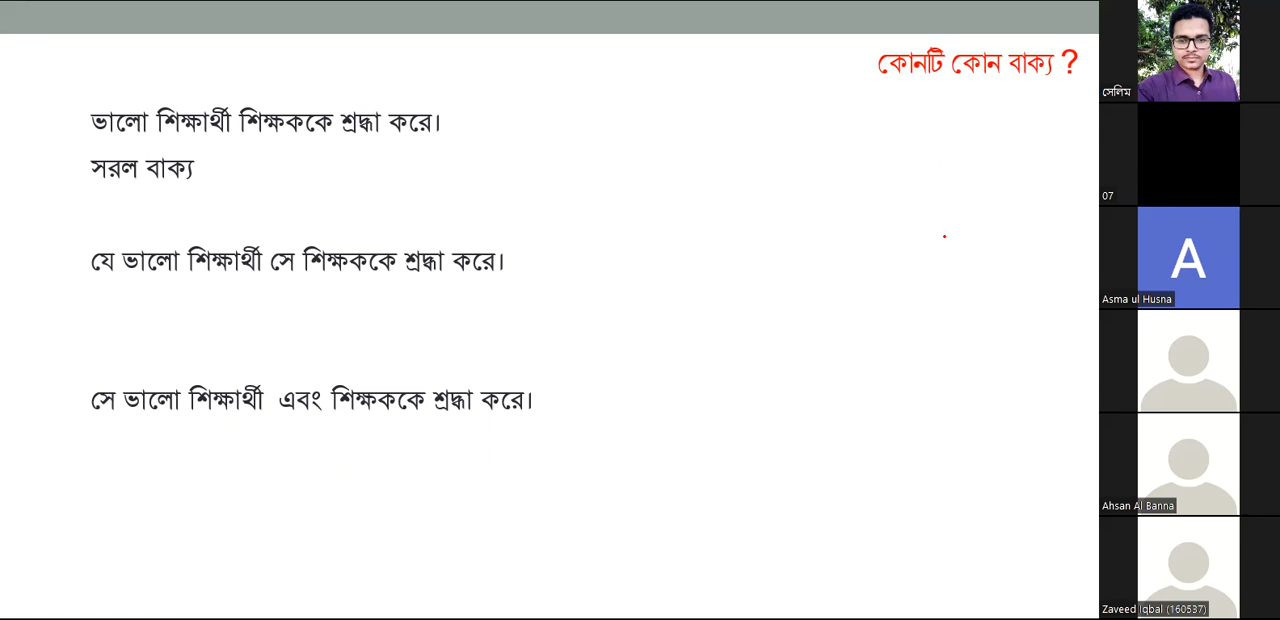 কোনটি কোন বাক্য ?
ভালো শিক্ষার্থী শিক্ষককে শ্রদ্ধা করে।
সরল বাক্য
যে ভালো শিক্ষার্থী সে শিক্ষককে শ্রদ্ধা করে।
সে ভালো শিক্ষার্থী এবং শিক্ষককে শ্রদ্ধা করে।
সেলিম
07
A
Asma ul Husna
Ahsan Al Banna
Zaveed Iqbal (160537)